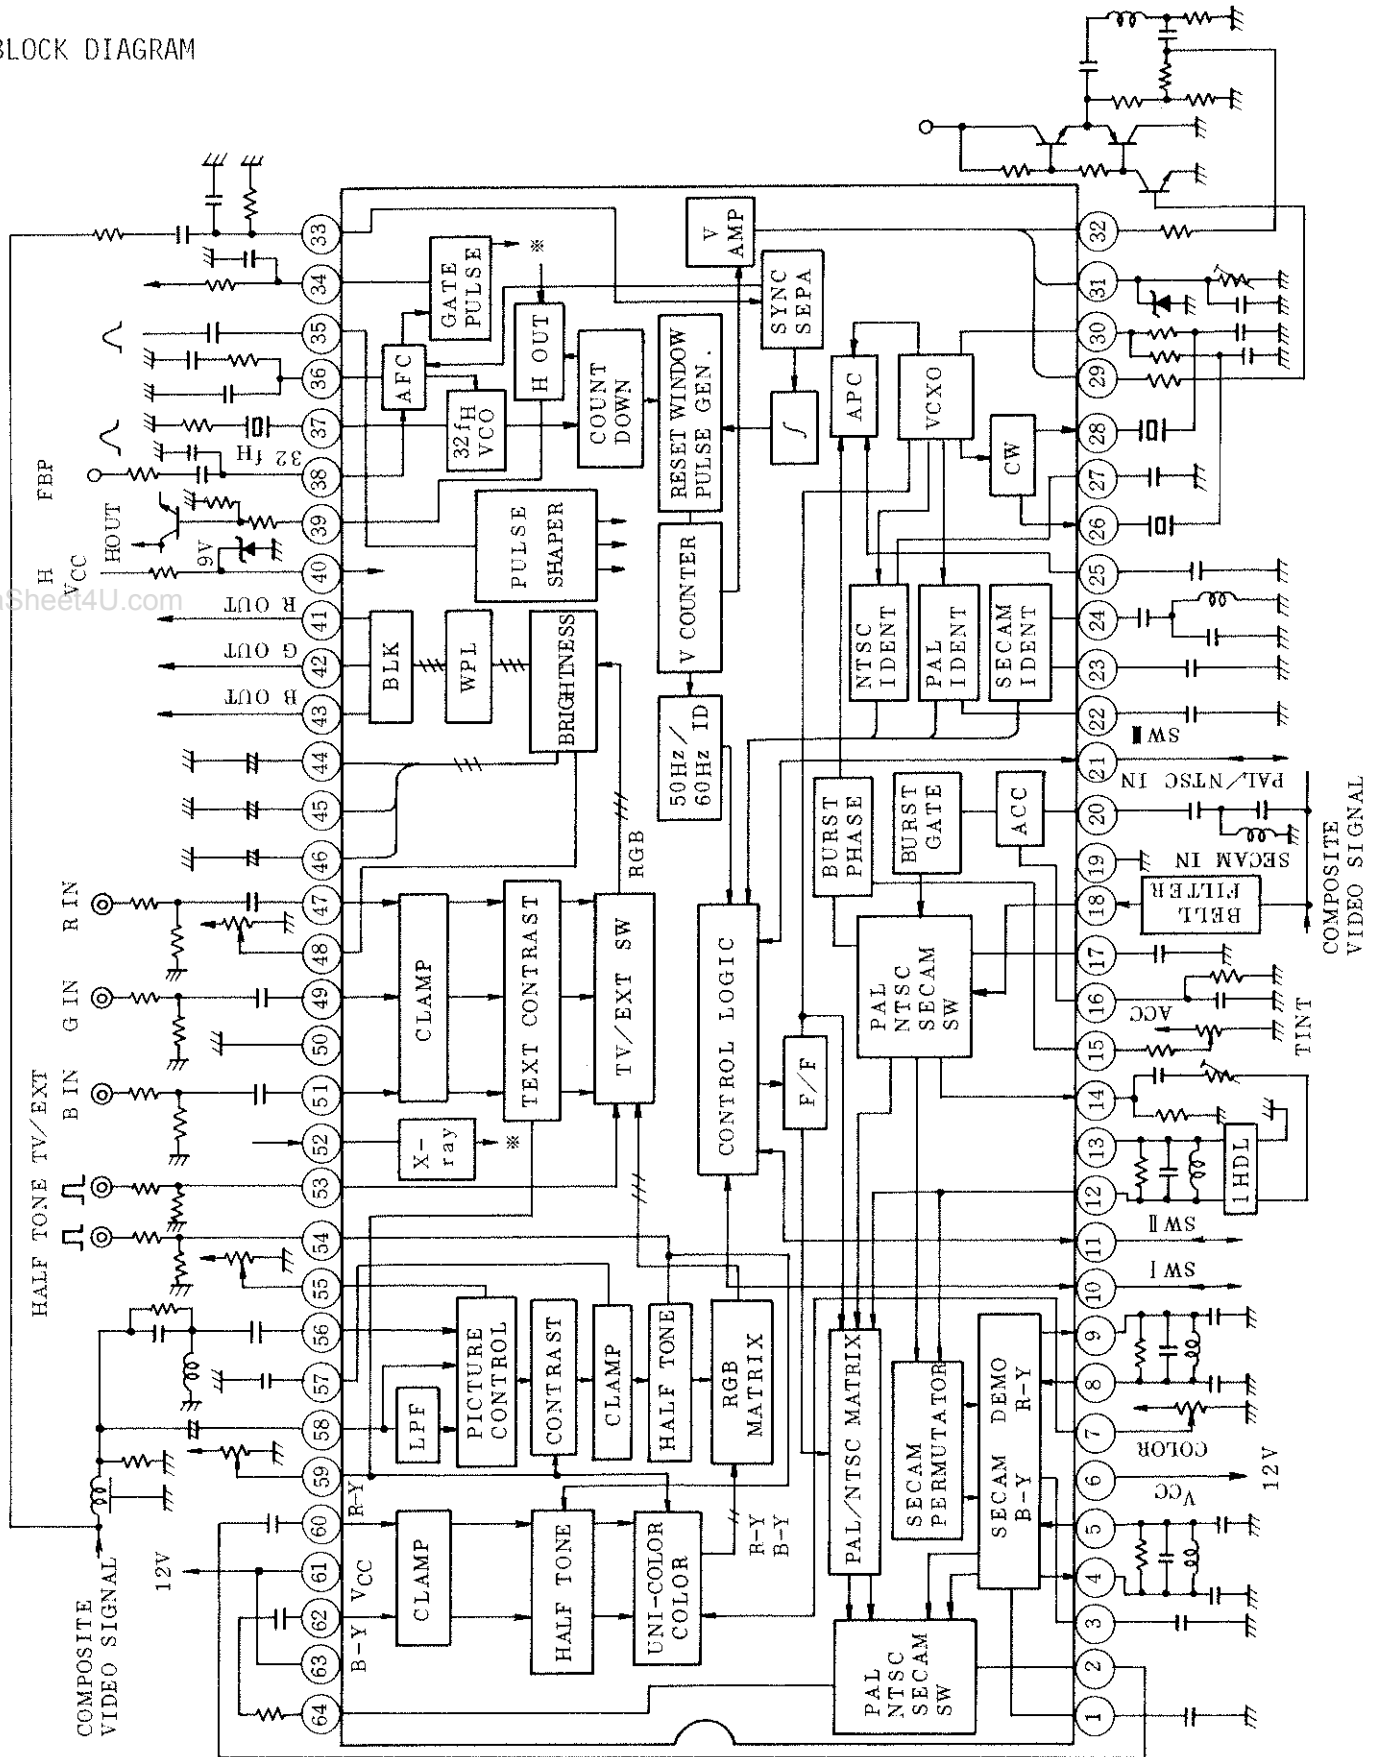 BLOCK DIAGRAM
aSheet4U.com
H
VCC
FBP
HOUT
9V
32 fH
R OUT
G OUT
B OUT
R IN
G IN
B IN
TV/EXT
HALF TONE
COMPOSITE
VIDEO SIGNAL
12V
33
34
35
36
37
38
39
40
41
42
43
44
45
46
47
48
49
50
51
52
53
54
55
56
57
58
59
60
61
62
63
64
R-Y
VCC
B-Y
GATE
PULSE
※
H OUT
AFC
32 fH
VCO
COUNT
DOWN
PULSE
SHAPER
BLK
WPL
BRIGHTNESS
RGB
CLAMP
TEXT CONTRAST
TV/EXT SW
X-
ray
※
LPF
PICTURE
CONTROL
CONTRAST
CLAMP
HALF TONE
RGB
MATRIX
CLAMP
HALF TONE
UNI-COLOR
COLOR
R-Y
B-Y
V
AMP
SYNC
SEPA
RESET WINDOW
PULSE GEN.
∫
V COUNTER
50Hz/
60Hz ID
CONTROL LOGIC
F/F
APC
VCXO
CW
NTSC
IDENT
PAL
IDENT
SECAM
IDENT
BURST
PHASE
BURST
GATE
ACC
PAL
NTSC
SECAM
SW
PAL/NTSC MATRIX
SECAM
PERMUTATOR
SECAM DEMO
B-Y R-Y
PAL
NTSC
SECAM
SW
32
31
30
29
28
27
26
25
24
23
22
21
20
19
18
17
16
15
14
13
12
11
10
9
8
7
6
5
4
3
2
1
SW Ⅲ
PAL/NTSC IN
SECAM IN
BELL
FILTER
COMPOSITE
VIDEO SIGNAL
ACC
TINT
1HDL
SW Ⅱ
SW Ⅰ
COLOR
VCC
12V